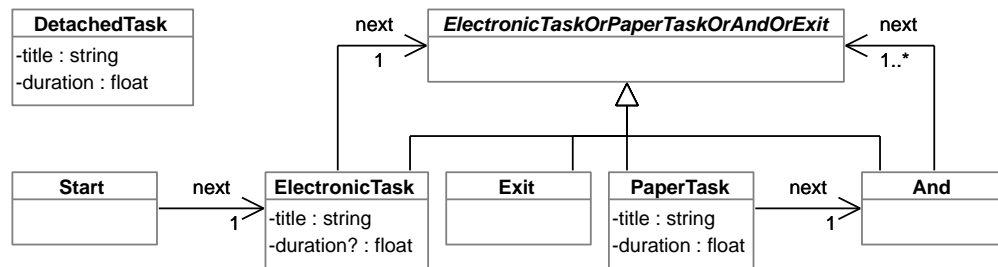 DetachedTask
-title : string
-duration : float
ElectronicTaskOrPaperTaskOrAndOrExit
next
1
next
1..*
Start
next
1
ElectronicTask
-title : string
-duration? : float
Exit
PaperTask
-title : string
-duration : float
next
1
And